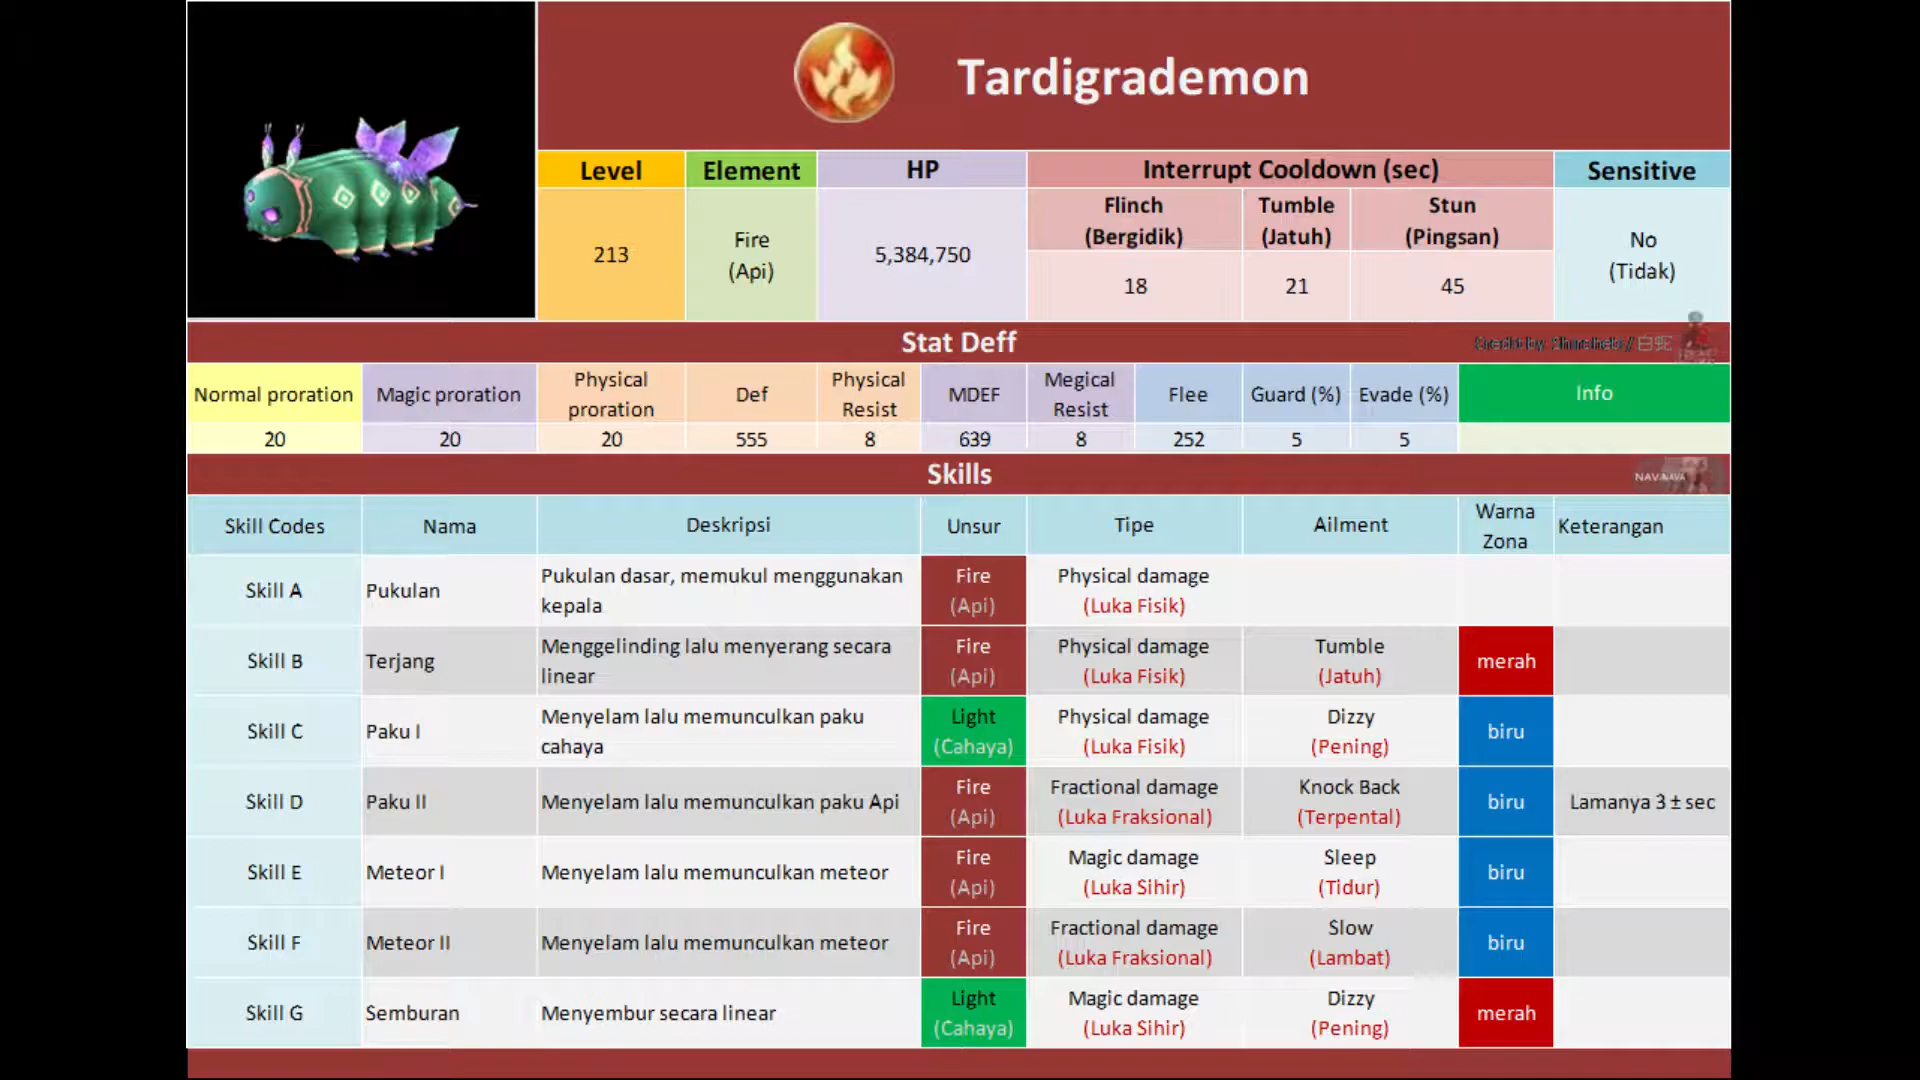 Tardigrademon
Level
Element
HP
Interrupt Cooldown (sec)
Sensitive
Flinch
(Bergidik)
Tumble
(Jatuh)
Stun
(Pingsan)
213
Fire
(Api)
5,384,750
18
21
45
No
(Tidak)
Stat Deff
Credit by
白蛇
Normal proration
Magic proration
Physical
proration
Def
Physical
Resist
MDEF
Megical
Resist
Flee
Guard (%)
Evade (%)
Info
20
20
20
555
8
639
8
252
5
5
Skills
Skill Codes
Nama
Deskripsi
Unsur
Tipe
Ailment
Warna
Zona
Keterangan
Skill A
Pukulan
Pukulan dasar, memukul menggunakan
kepala
Fire
(Api)
Physical damage
(Luka Fisik)
Skill B
Terjang
Menggelinding lalu menyerang secara
linear
Fire
(Api)
Physical damage
(Luka Fisik)
Tumble
(Jatuh)
merah
Skill C
Paku I
Menyelam lalu memunculkan paku
cahaya
Light
(Cahaya)
Physical damage
(Luka Fisik)
Dizzy
(Pening)
biru
Skill D
Paku II
Menyelam lalu memunculkan paku Api
Fire
(Api)
Fractional damage
(Luka Fraksional)
Knock Back
(Terpental)
biru
Lamanya 3 ± sec
Skill E
Meteor I
Menyelam lalu memunculkan meteor
Fire
(Api)
Magic damage
(Luka Sihir)
Sleep
(Tidur)
biru
Skill F
Meteor II
Menyelam lalu memunculkan meteor
Fire
(Api)
Fractional damage
(Luka Fraksional)
Slow
(Lambat)
biru
Skill G
Semburan
Menyembur secara linear
Light
(Cahaya)
Magic damage
(Luka Sihir)
Dizzy
(Pening)
merah